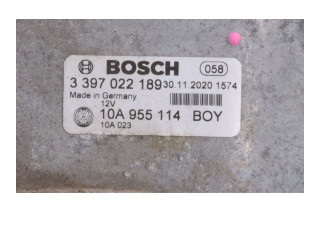 BOSCH 058
3 397 022 189 30.11.2020 1574
Made in Germany
12V
10A 955 114 BOY
10A 023